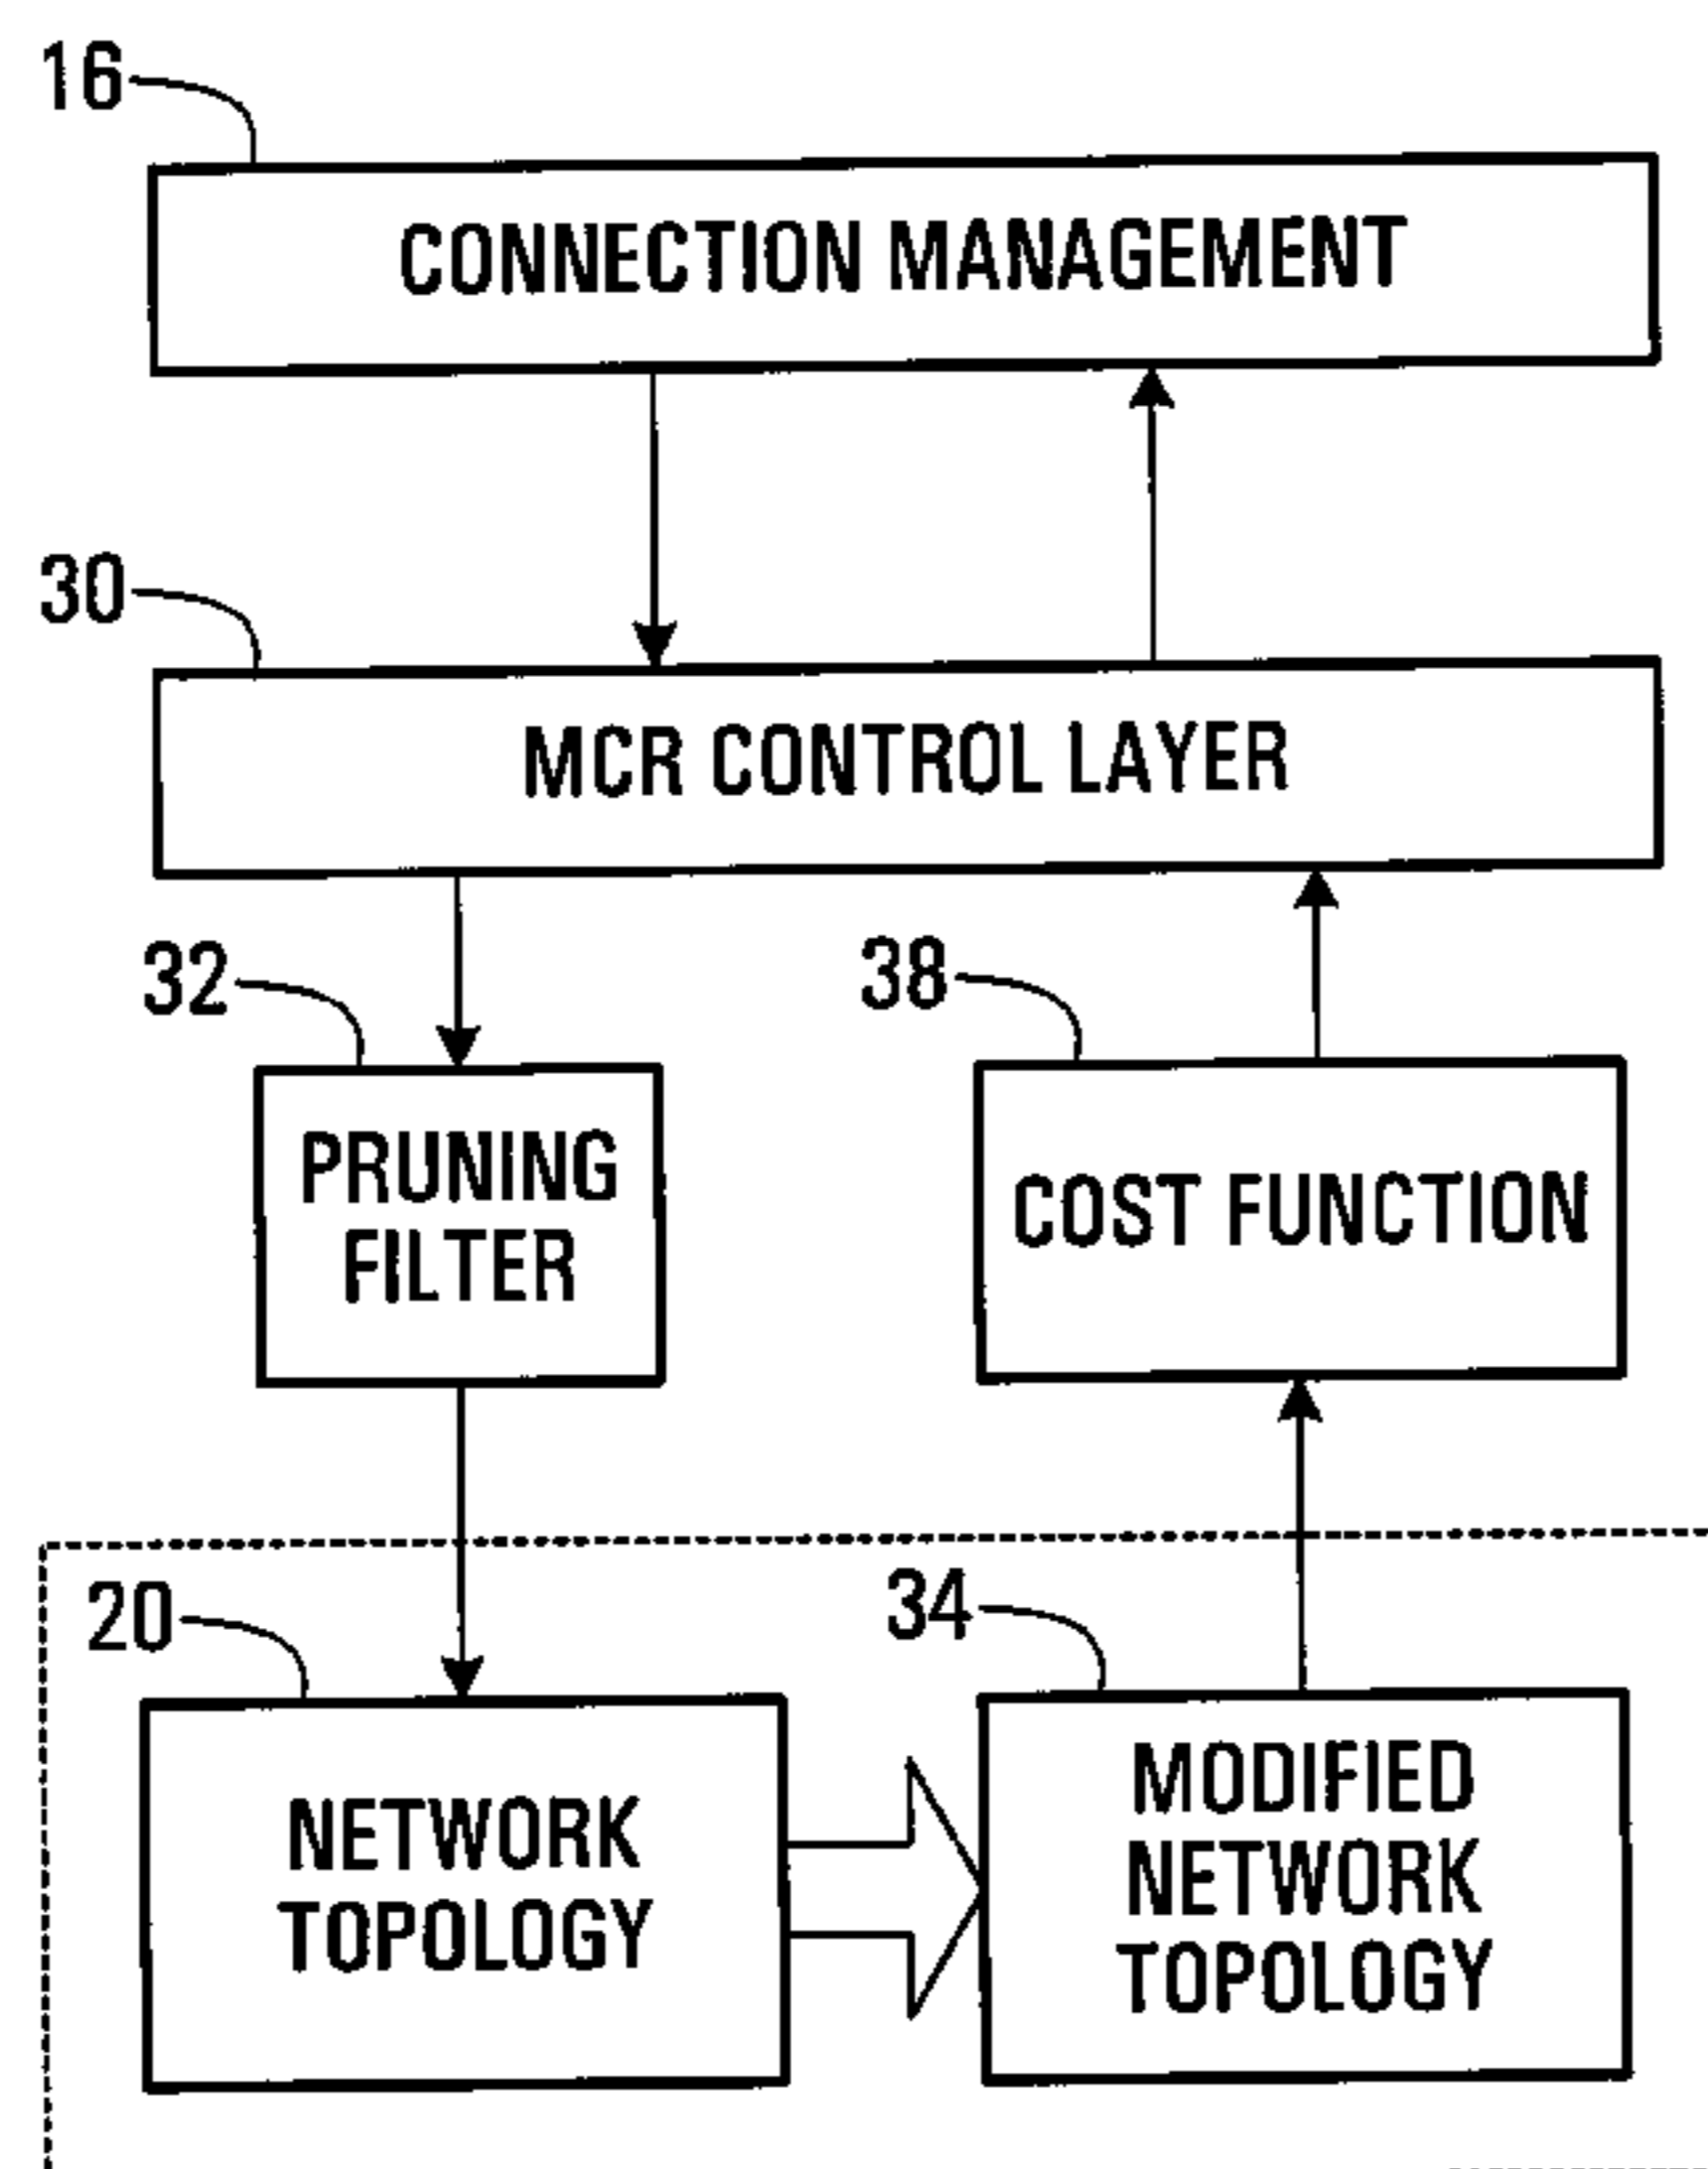 16
CONNECTION MANAGEMENT
30
MCR CONTROL LAYER
32
38
PRUNING
FILTER
COST FUNCTION
20
34
NETWORK
TOPOLOGY
MODIFIED
NETWORK
TOPOLOGY